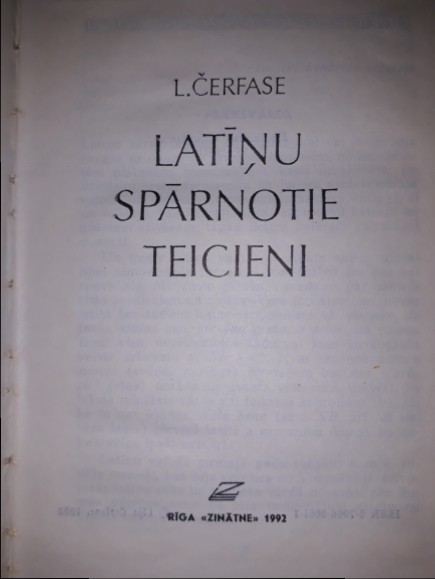 L.ČERFASE
LATĪŅU
SPĀRNOTIE
TEICIENI
RĪGA «ZINĀTNE» 1992